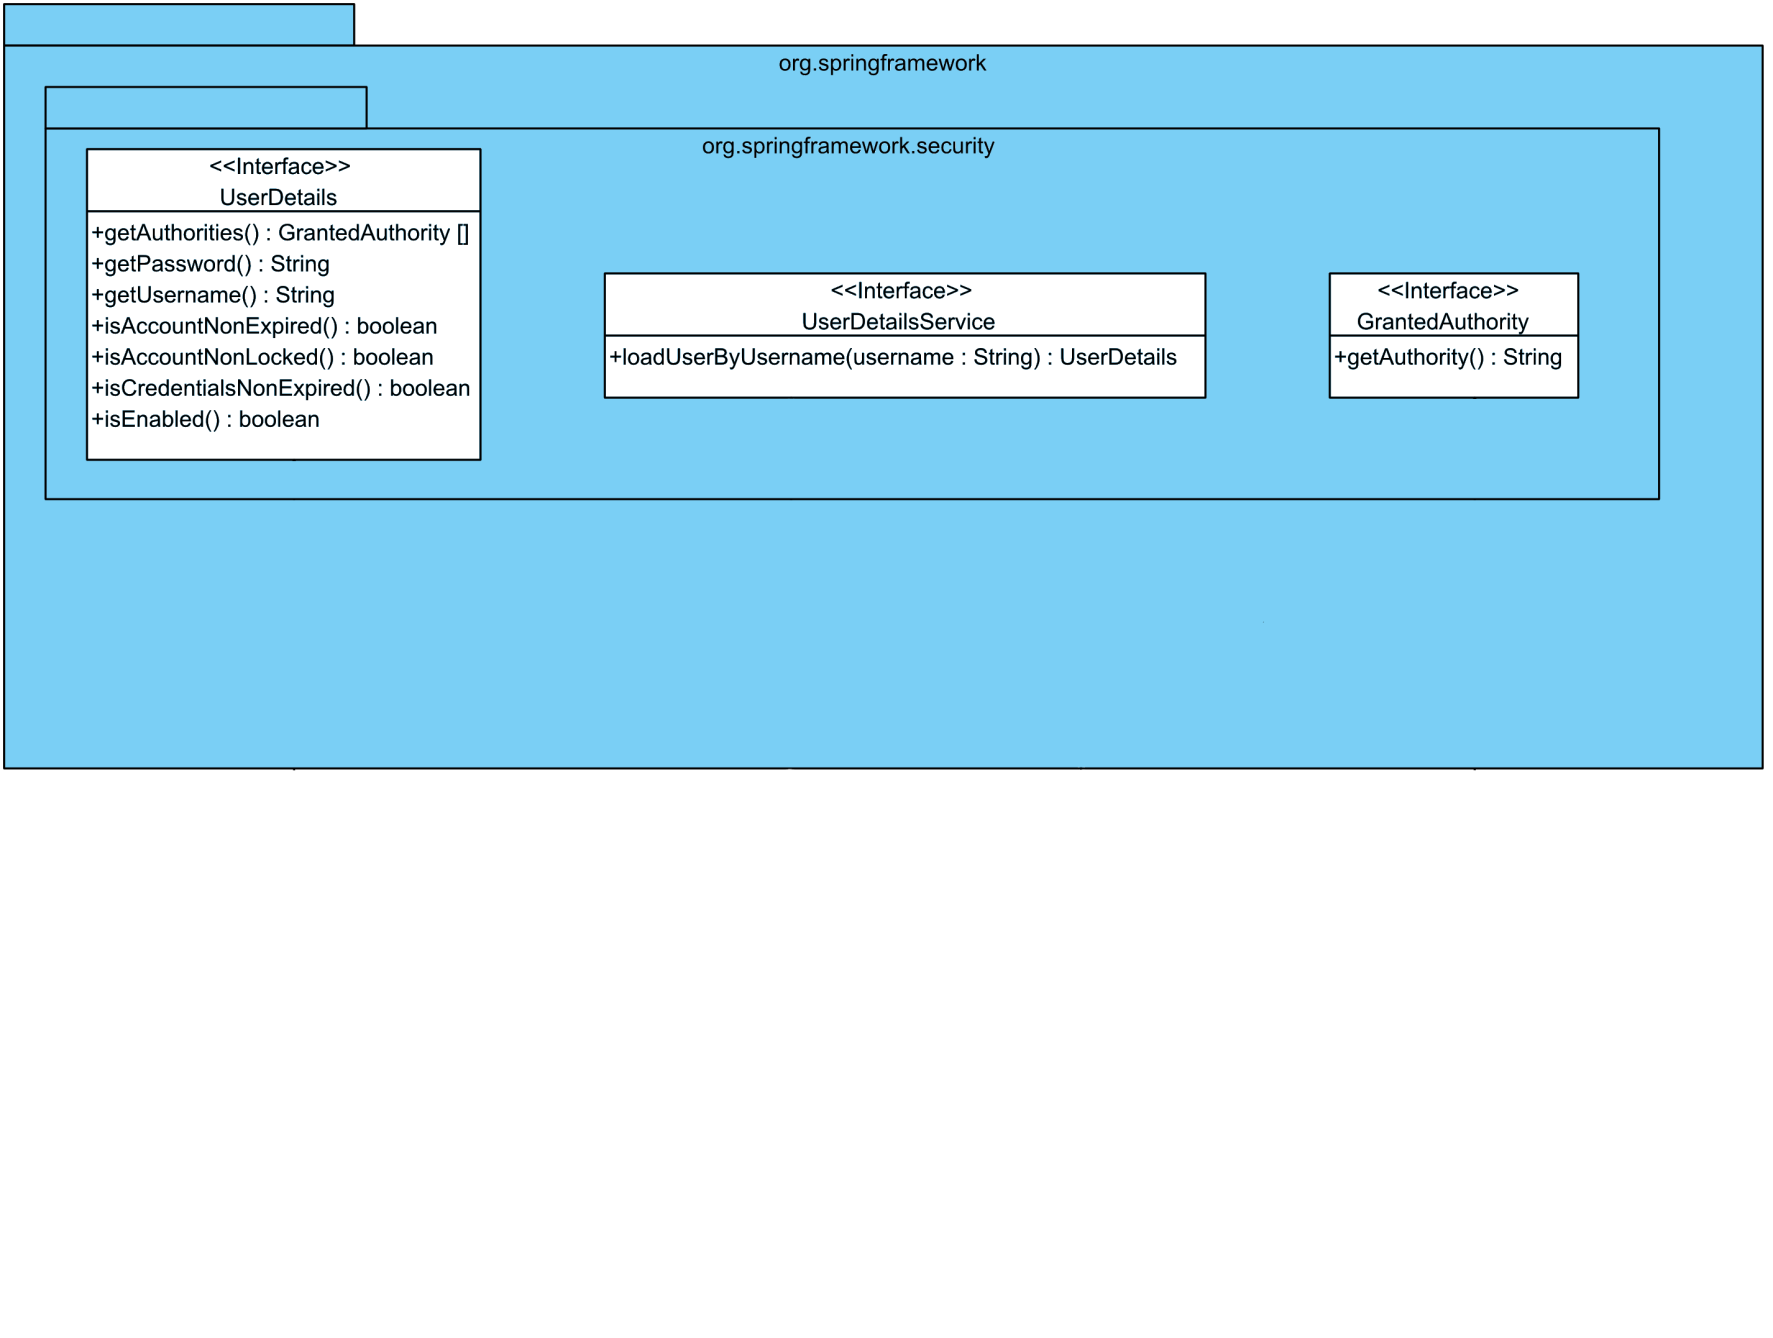 org.springframework
org.springframework.security
<<Interface>>
UserDetails
+getAuthorities() : GrantedAuthority []
+getPassword() : String
+getUsername() : String
+isAccountNonExpired() : boolean
+isAccountNonLocked() : boolean
+isCredentialsNonExpired() : boolean
+isEnabled() : boolean
<<Interface>>
UserDetailsService
+loadUserByUsername(username : String) : UserDetails
<<Interface>>
GrantedAuthority
+getAuthority() : String